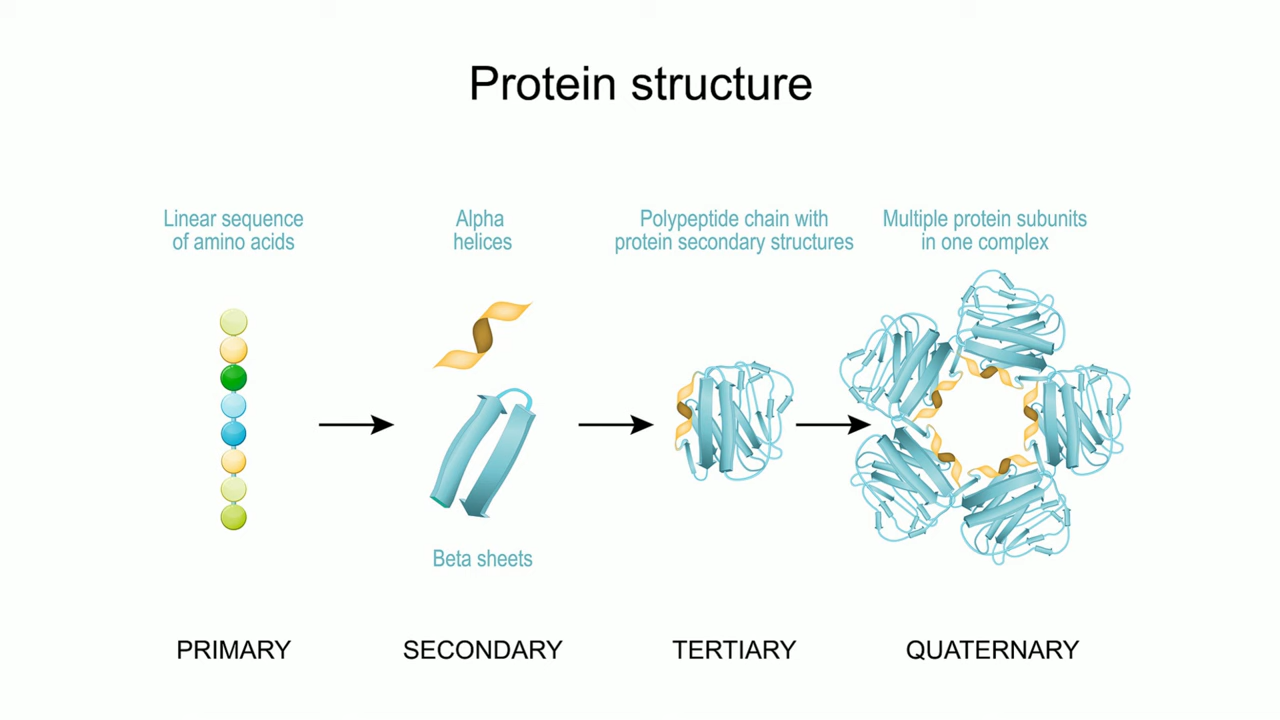 Protein structure
Linear sequence
of amino acids
Alpha
helices
Polypeptide chain with
protein secondary structures
Multiple protein subunits
in one complex
Beta sheets
PRIMARY
SECONDARY
TERTIARY
QUATERNARY